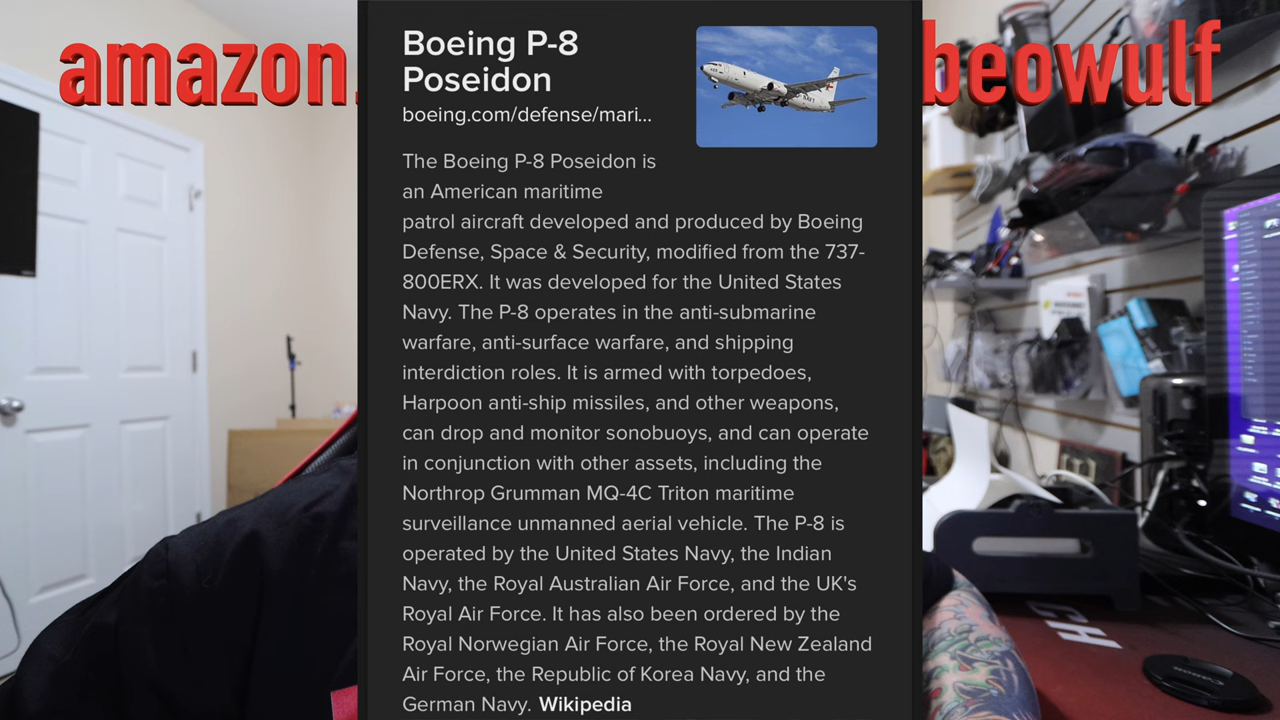 amazon.
beowulf
Boeing P-8
Poseidon
boeing.com/defense/mari...
The Boeing P-8 Poseidon is
an American maritime
patrol aircraft developed and produced by Boeing
Defense, Space & Security, modified from the 737-
800ERX. It was developed for the United States
Navy. The P-8 operates in the anti-submarine
warfare, anti-surface warfare, and shipping
interdiction roles. It is armed with torpedoes,
Harpoon anti-ship missiles, and other weapons,
can drop and monitor sonobuoys, and can operate
in conjunction with other assets, including the
Northrop Grumman MQ-4C Triton maritime
surveillance unmanned aerial vehicle. The P-8 is
operated by the United States Navy, the Indian
Navy, the Royal Australian Air Force, and the UK's
Royal Air Force. It has also been ordered by the
Royal Norwegian Air Force, the Royal New Zealand
Air Force, the Republic of Korea Navy, and the
German Navy. Wikipedia
Canon